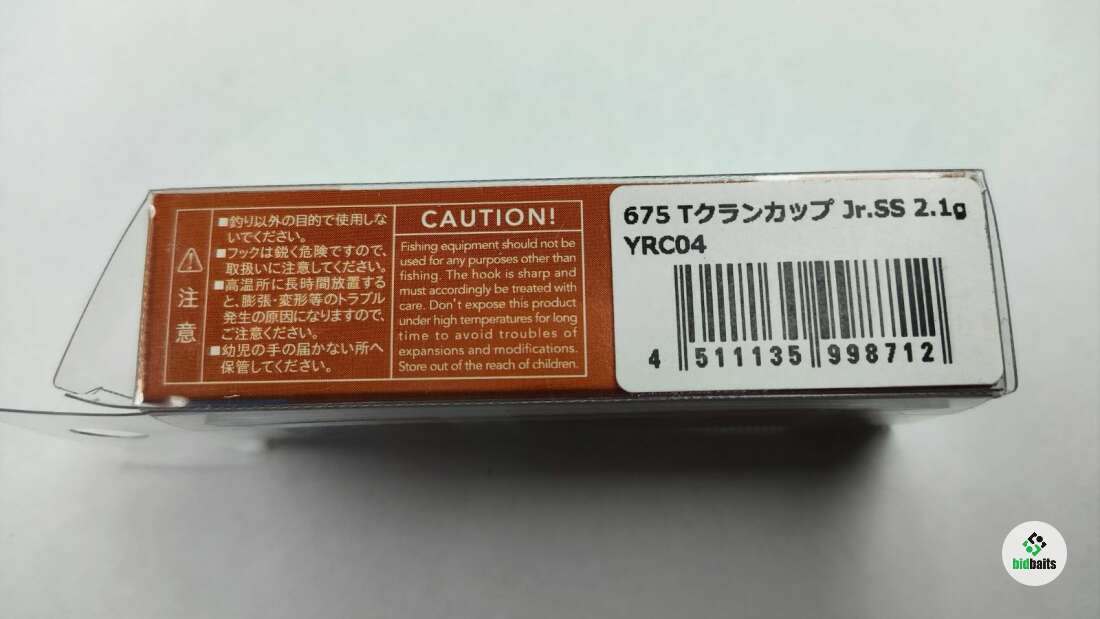 注意
■釣り以外の目的で使用しな
いでください。
■フックは鋭く危険ですので、
取扱いに注意してください。
■高温所に長時間放置する
と、膨張・変形等のトラブル
発生の原因になりますので、
ご注意ください。
■幼児の手の届かない所へ
保管してください。
CAUTION!
Fishing equipment should not be
used for any purposes other than
fishing. The hook is sharp and
must accordingly be treated with
care. Don't expose this product
under high temperatures for long
time to avoid troubles of
expansions and modifications.
Store out of the reach of children.
675 Tクランカップ Jr.SS 2.1g
YRC04
4 511135 998712
bidbaits